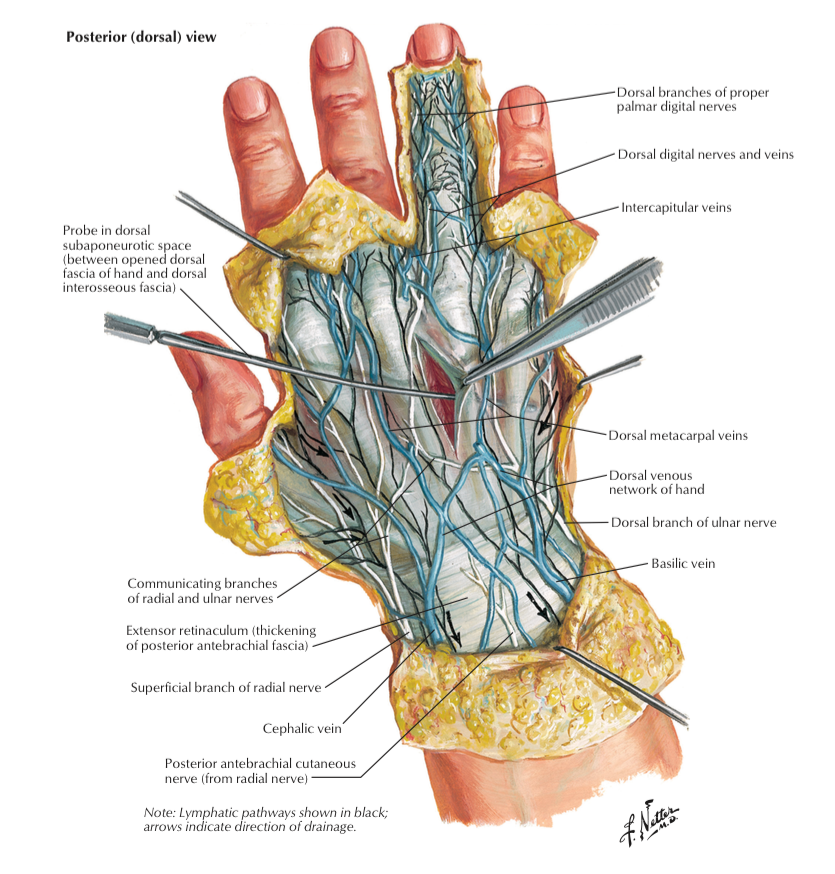 Posterior (dorsal) view
Dorsal branches of proper
palmar digital nerves
Dorsal digital nerves and veins
Intercapitular veins
Probe in dorsal
subaponeurotic space
(between opened dorsal
fascia of hand and dorsal
interosseous fascia)
Dorsal metacarpal veins
Dorsal venous
network of hand
Dorsal branch of ulnar nerve
Basilic vein
Communicating branches
of radial and ulnar nerves
Extensor retinaculum (thickening
of posterior antebrachial fascia)
Superficial branch of radial nerve
Cephalic vein
Posterior antebrachial cutaneous
nerve (from radial nerve)
Note: Lymphatic pathways shown in black;
arrows indicate direction of drainage.
F. Netter
M.D.